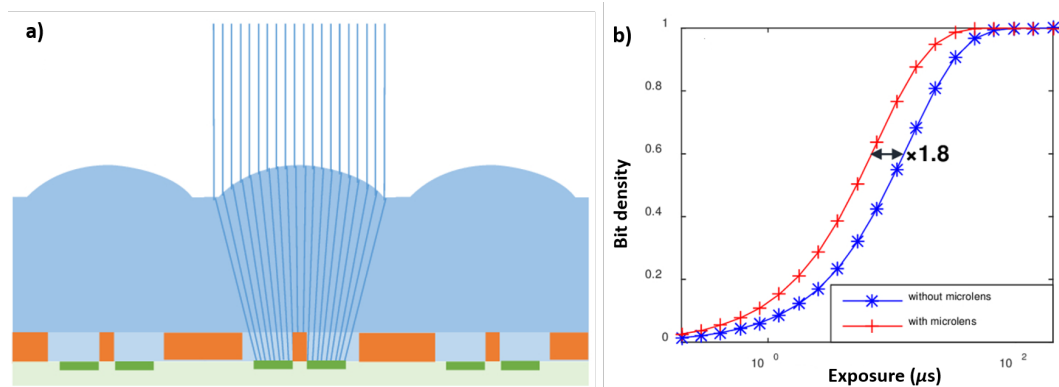 a)
b)
1
0.8
0.6
0.4
0.2
0
×1.8
without microlens
with microlens
10 0
10 2
Bit density
Exposure (μs)